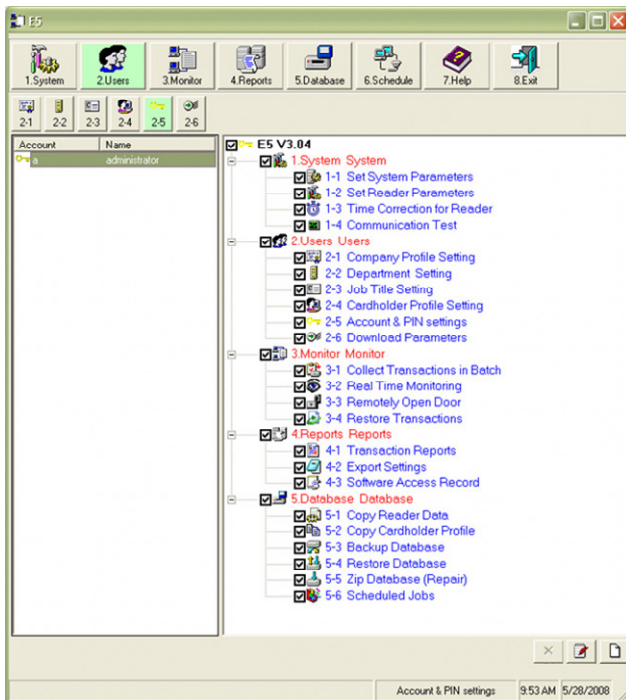 E5
1.System 2.Users 3.Monitor 4.Reports 5.Database 6.Schedule 7.Help 8.Exit
2-1 2-2 2-3 2-4 2-5 2-6
Account Name
a administrator
E5 V3.04
1.System System
1-1 Set System Parameters
1-2 Set Reader Parameters
1-3 Time Correction for Reader
1-4 Communication Test
2.Users Users
2-1 Company Profile Setting
2-2 Department Setting
2-3 Job Title Setting
2-4 Cardholder Profile Setting
2-5 Account & PIN settings
2-6 Download Parameters
3.Monitor Monitor
3-1 Collect Transactions in Batch
3-2 Real Time Monitoring
3-3 Remotely Open Door
3-4 Restore Transactions
4.Reports Reports
4-1 Transaction Reports
4-2 Export Settings
4-3 Software Access Record
5.Database Database
5-1 Copy Reader Data
5-2 Copy Cardholder Profile
5-3 Backup Database
5-4 Restore Database
5-5 Zip Database (Repair)
5-6 Scheduled Jobs
Account & PIN settings 9:53 AM 5/28/2008